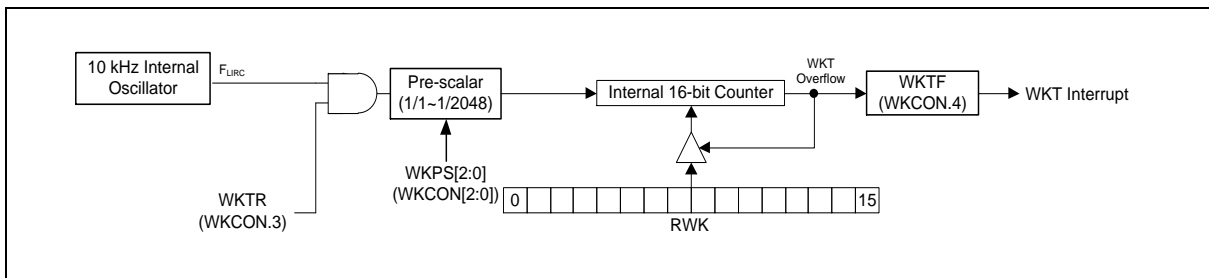 10 kHz Internal
Oscillator
FLIRC
WKTR
(WKCON.3)
Pre-scalar
(1/1~1/2048)
WKPS[2:0]
(WKCON[2:0])
Internal 16-bit Counter
WKT
Overflow
WKTF
(WKCON.4)
WKT Interrupt
0
15
RWK